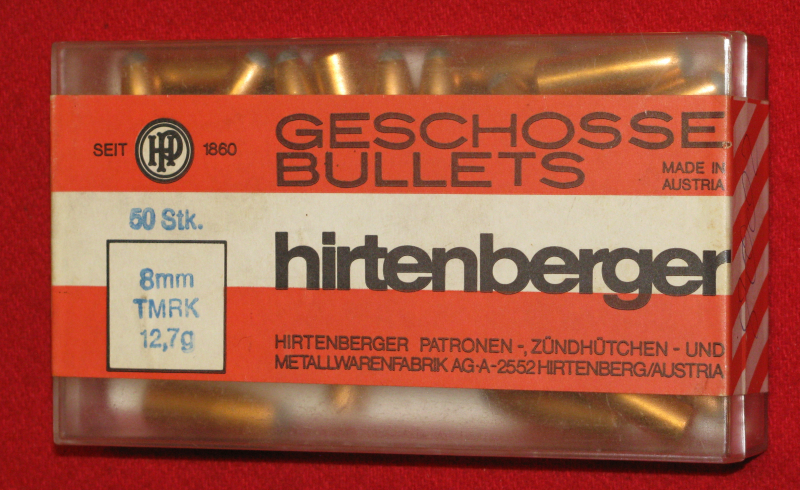 GESCHOSSE
BULLETS
SEIT HP 1860
MADE IN
AUSTRIA
50 Stk.
8mm
TMRK
12,7g
hirtenberger
HIRTENBERGER PATRONEN-, ZÜNDHÜTCHEN- UND
METALLWARENFABRIK AG·A-2552 HIRTENBERG/AUSTRIA